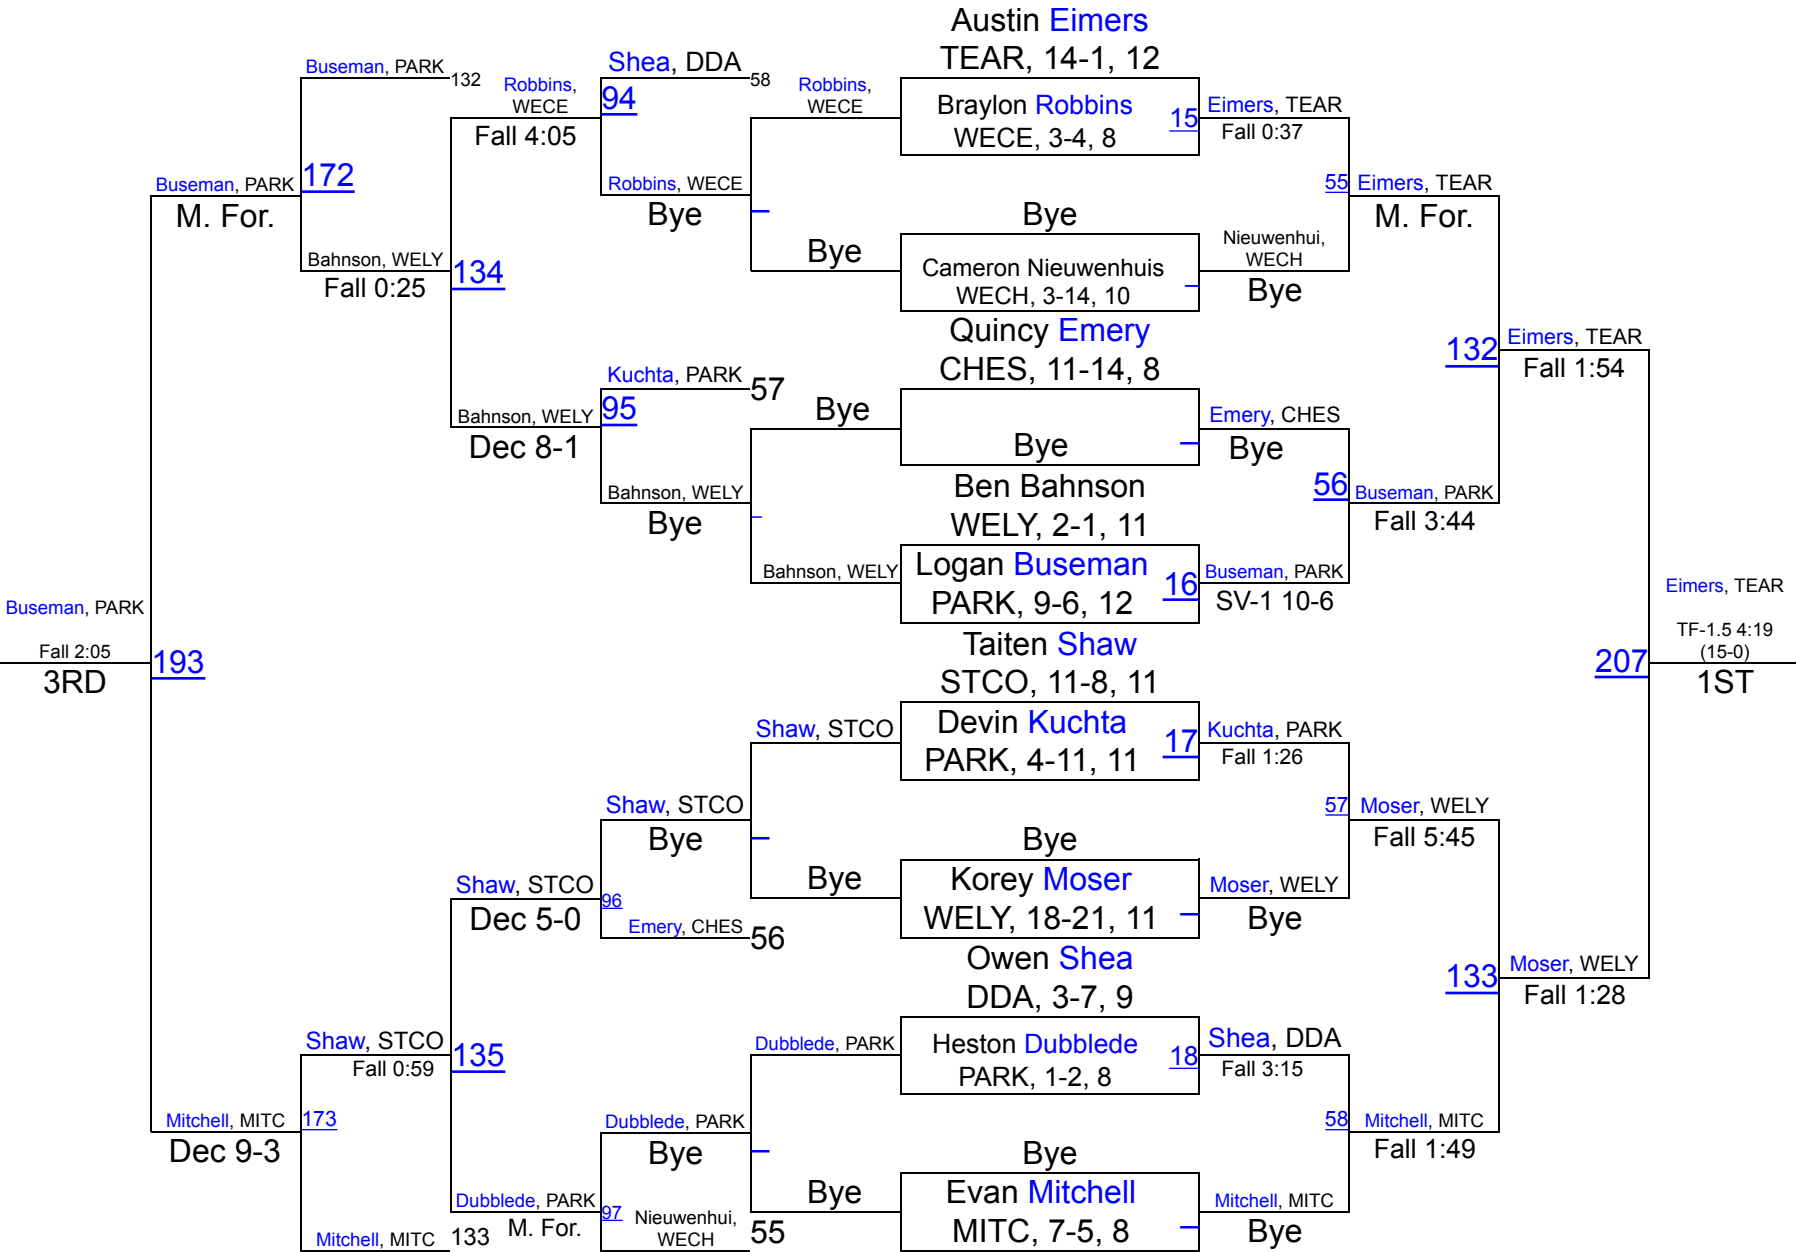 Austin Eimers
TEAR, 14-1, 12
Braylon Robbins
WECE, 3-4, 8
15
Bye
Cameron Nieuwenhuis
WECH, 3-14, 10
Quincy Emery
CHES, 11-14, 8
Bye
Ben Bahnson
WELY, 2-1, 11
Logan Buseman
PARK, 9-6, 12
16
Taiten Shaw
STCO, 11-8, 11
Devin Kuchta
PARK, 4-11, 11
17
Bye
Korey Moser
WELY, 18-21, 11
Owen Shea
DDA, 3-7, 9
Heston Dubblede
PARK, 1-2, 8
18
Bye
Evan Mitchell
MITC, 7-5, 8
Eimers, TEAR
Fall 0:37
55
Nieuwenhui,
WECH
Bye
Emery, CHES
Bye
56
Buseman, PARK
SV-1 10-6
Kuchta, PARK
Fall 1:26
57
Moser, WELY
Bye
Shea, DDA
Fall 3:15
58
Mitchell, MITC
Bye
Eimers, TEAR
M. For.
132
Buseman, PARK
Fall 3:44
Moser, WELY
Fall 5:45
133
Mitchell, MITC
Fall 1:49
Eimers, TEAR
Fall 1:54
207
Moser, WELY
Fall 1:28
Eimers, TEAR
TF-1.5 4:19
(15-0)
1ST
Robbins,
WECE
Bye
Bye
Bahnson, WELY
Shaw, STCO
Bye
Dubblede, PARK
Bye
Shea, DDA
58
94
Robbins, WECE
Bye
Kuchta, PARK
57
95
Bahnson, WELY
Bye
Shaw, STCO
Bye
96
Emery, CHES
56
Dubblede, PARK
Bye
97
Nieuwenhui,
WECH
55
Robbins,
WECE
Fall 4:05
134
Bahnson, WELY
Dec 8-1
Shaw, STCO
Dec 5-0
135
Dubblede, PARK
M. For.
Buseman, PARK
132
172
Bahnson, WELY
Fall 0:25
Shaw, STCO
Fall 0:59
173
Mitchell, MITC
133
Buseman, PARK
M. For.
193
Mitchell, MITC
Dec 9-3
Buseman, PARK
Fall 2:05
3RD